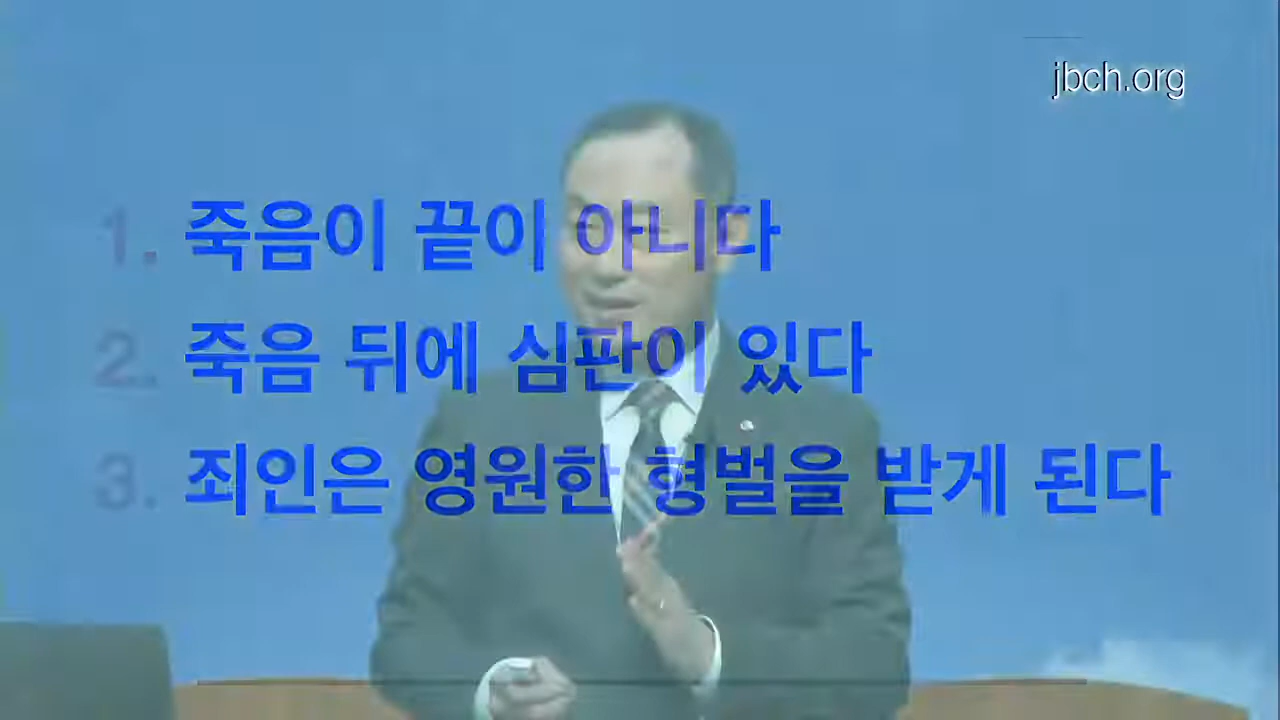 jbch.org
1. 죽음이 끝이 아니다
2. 죽음 뒤에 심판이 있다
3. 죄인은 영원한 형벌을 받게 된다